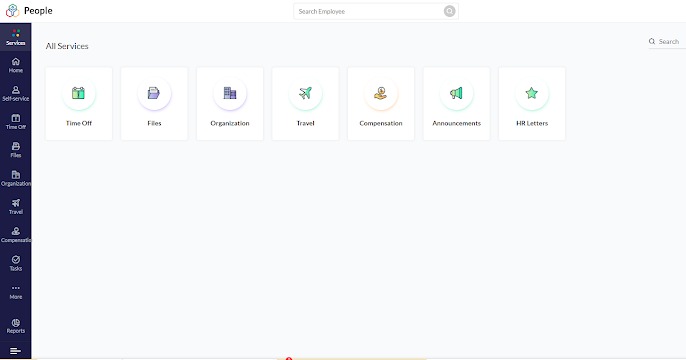 People
Search Employee
Services
Home
Self-service
Time Off
Files
Organization
Travel
Compensatio
Tasks
More
Reports
All Services
Search
Time Off
Files
Organization
Travel
Compensation
Announcements
HR Letters